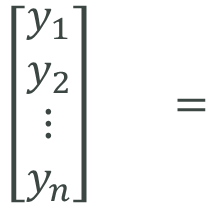 [y₁
y₂
⋮
yₙ] =